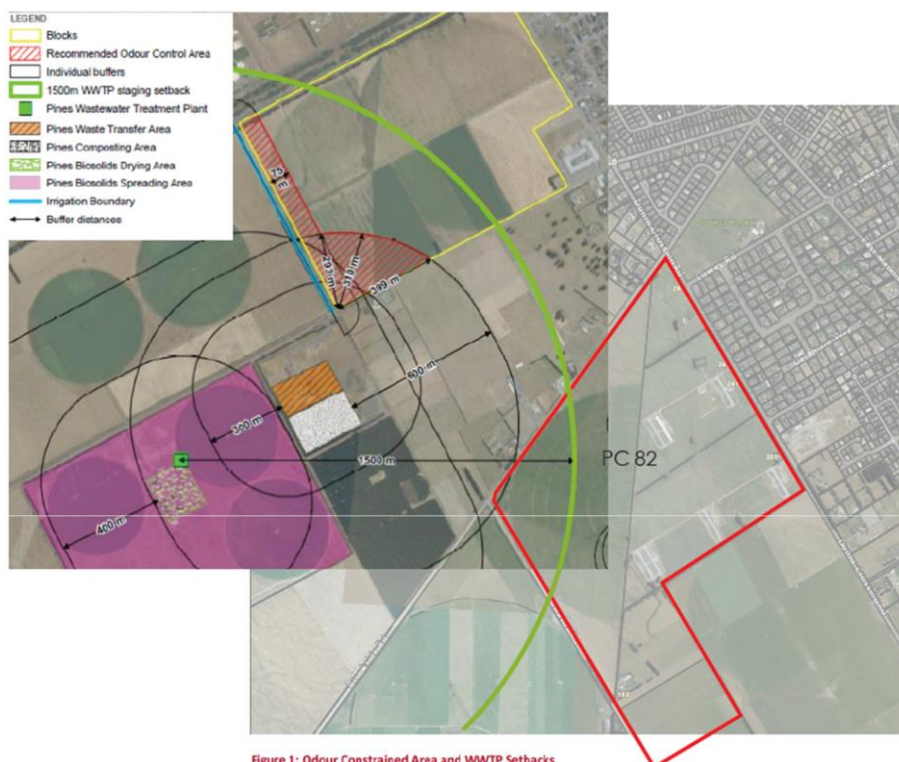 LEGEND
Blocks
Recommended Odour Control Area
Individual buffers
1500m WWTP staging setback
Pines Wastewater Treatment Plant
Pines Waste Transfer Area
Pines Composting Area
Pines Biosolids Drying Area
Pines Biosolids Spreading Area
Irrigation Boundary
Buffer distances
75 m
293 m
310 m
399 m
600 m
300 m
1500 m
400 m
PC 82
Figure 1: Odour Constrained Area and WWTP Setbacks